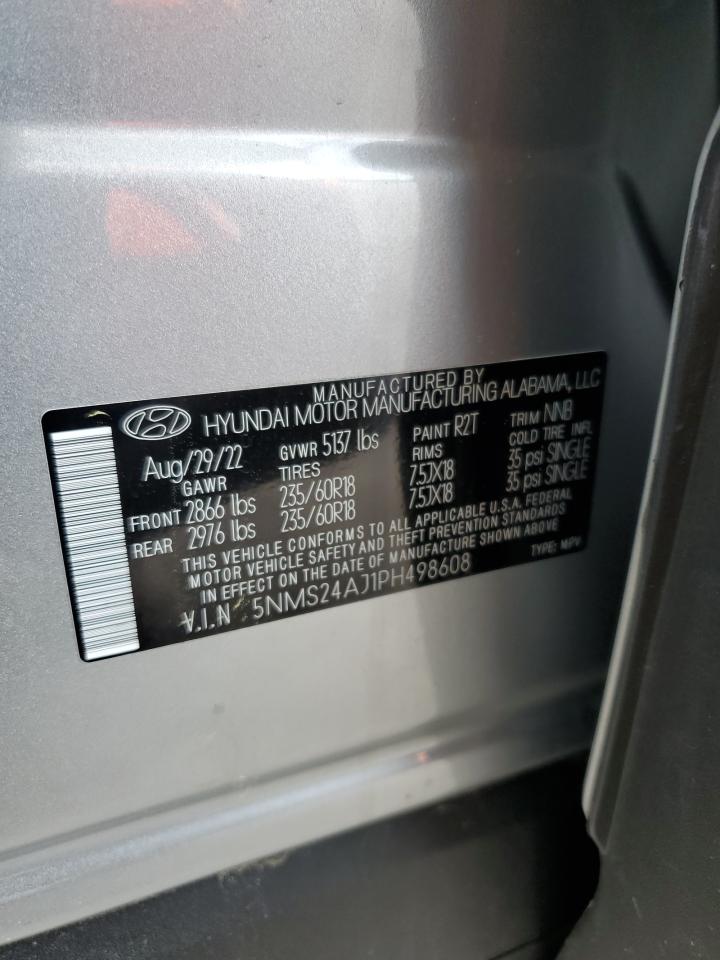 MANUFACTURED BY
HYUNDAI MOTOR MANUFACTURING ALABAMA, LLC
Aug/29/22 GVWR 5137 lbs PAINT R2T TRIM NNB
GAWR TIRES RIMS COLD TIRE INFL
FRONT 2866 lbs 235/60R18 7.5JX18 35 psi SINGLE
REAR 2976 lbs 235/60R18 7.5JX18 35 psi SINGLE
THIS VEHICLE CONFORMS TO ALL APPLICABLE U.S.A. FEDERAL
MOTOR VEHICLE SAFETY AND THEFT PREVENTION STANDARDS
IN EFFECT ON THE DATE OF MANUFACTURE SHOWN ABOVE
V.I.N 5NMS24AJ1PH498608 TYPE: MPV